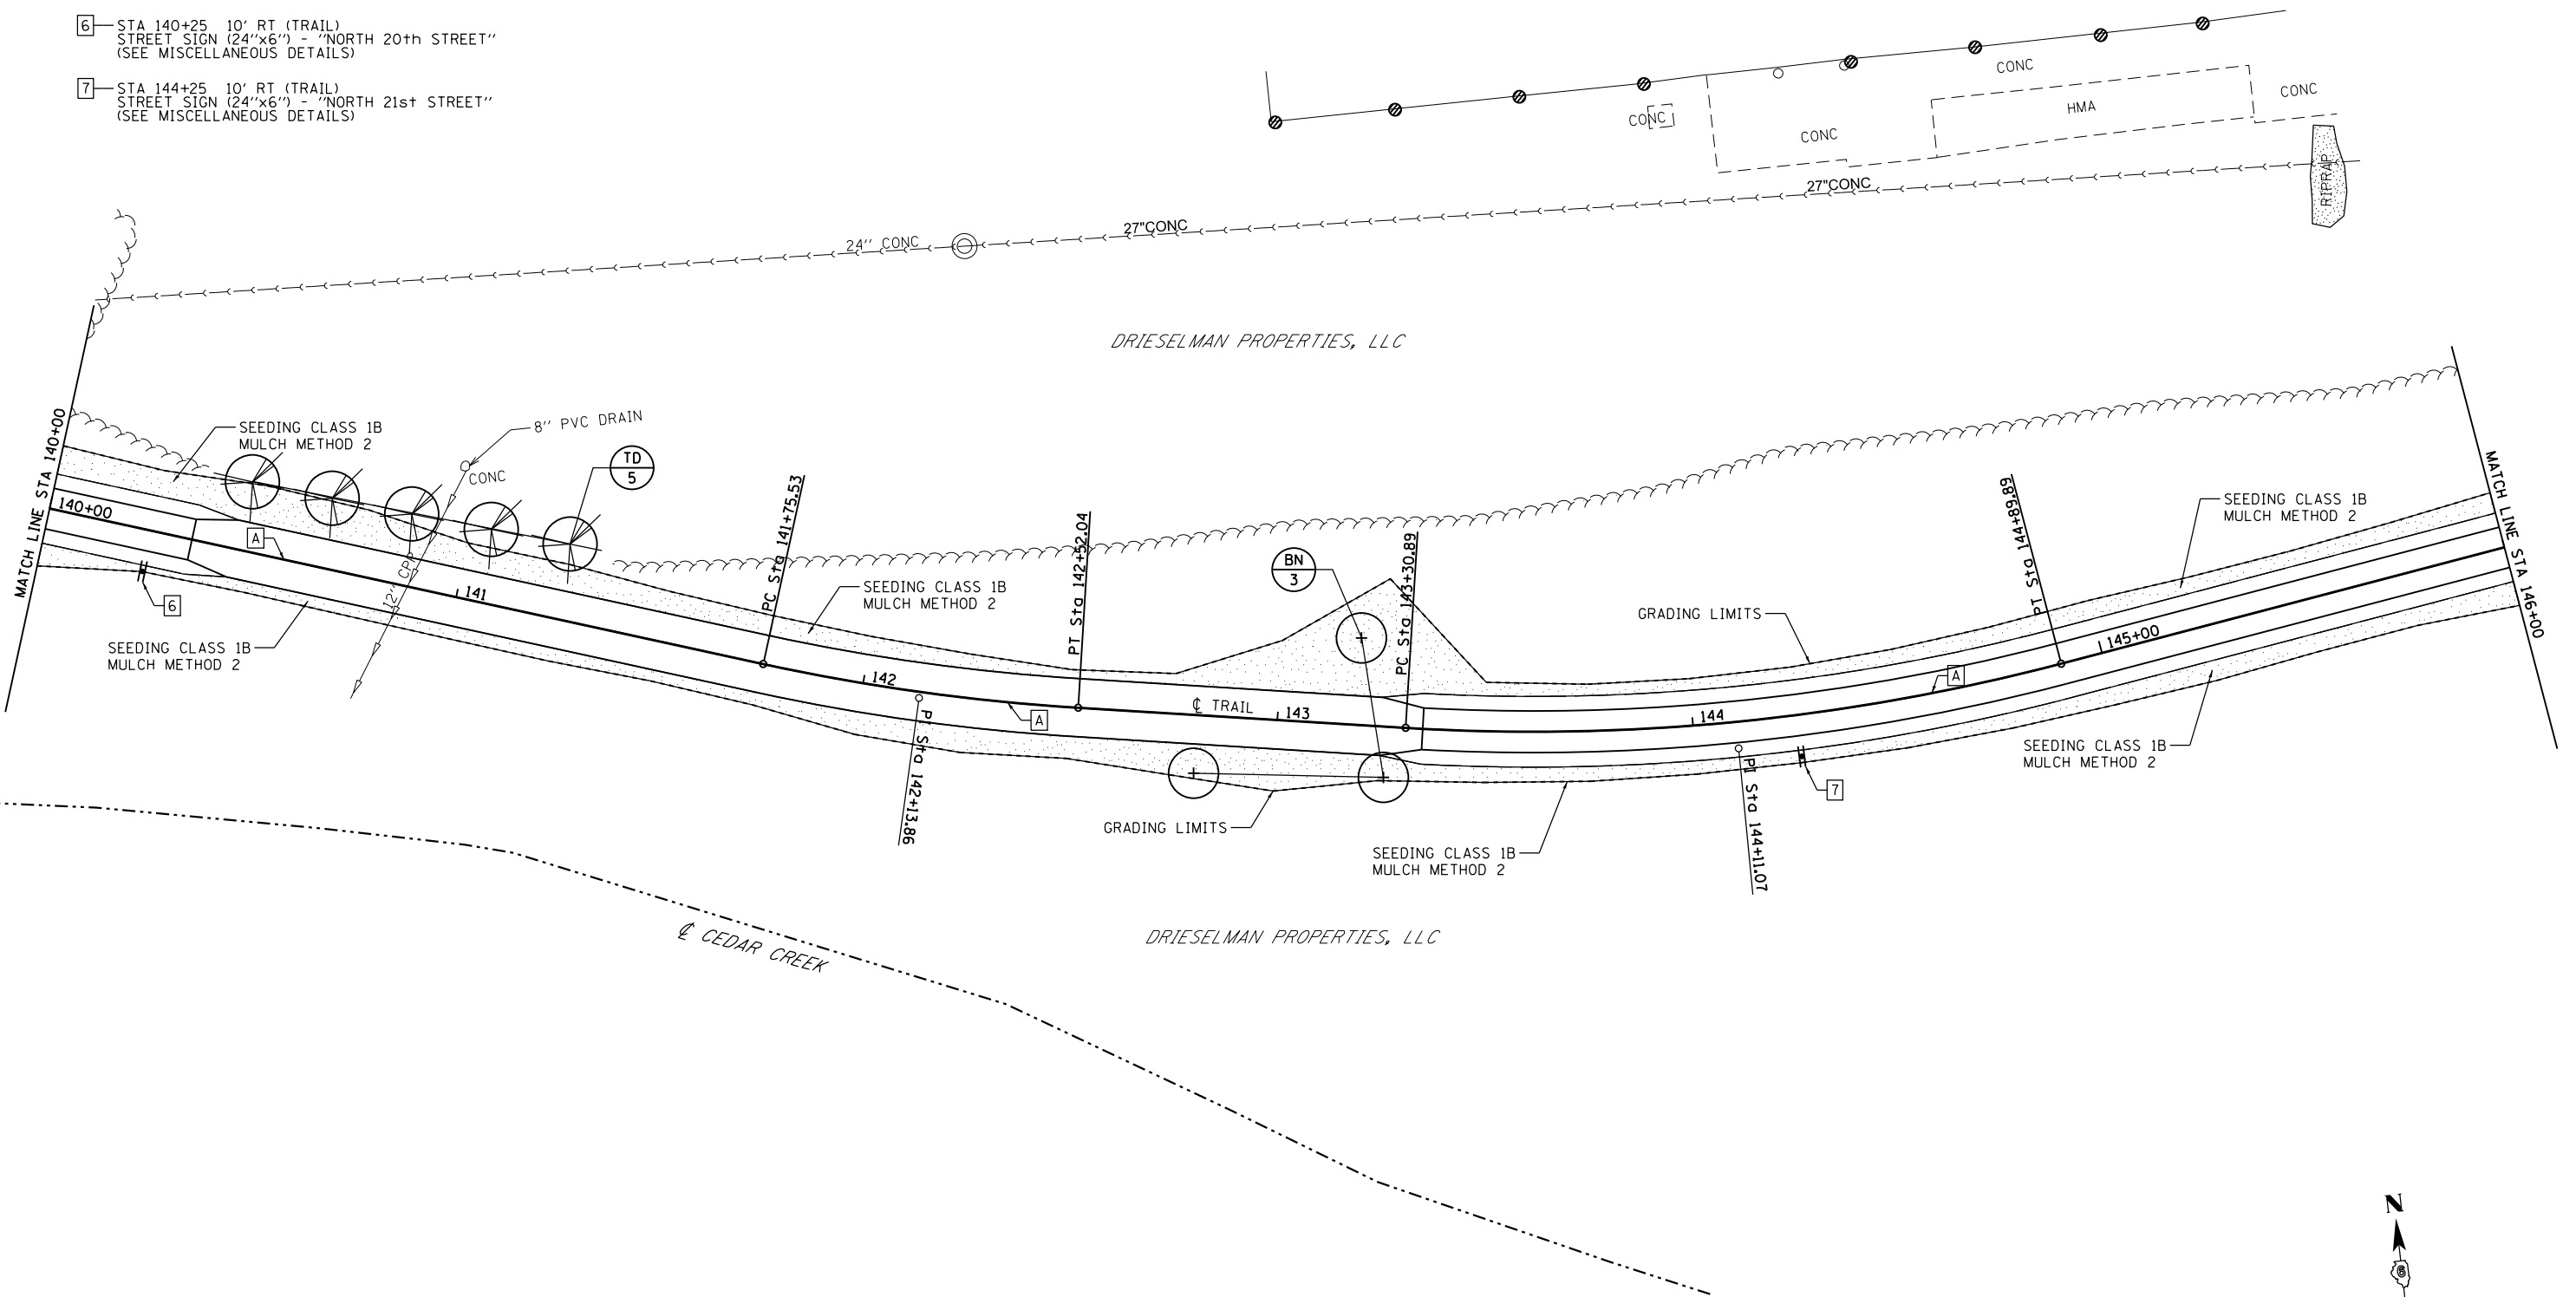 6 STA 140+25 10' RT (TRAIL)
STREET SIGN (24"x6") - "NORTH 20th STREET"
(SEE MISCELLANEOUS DETAILS)
7 STA 144+25 10' RT (TRAIL)
STREET SIGN (24"x6") - "NORTH 21st STREET"
(SEE MISCELLANEOUS DETAILS)
CONC
CONC
CONC
HMA
CONC
27"CONC
RIPRAP
24" CONC
27"CONC
DRIESELMAN PROPERTIES, LLC
MATCH LINE STA 140+00
SEEDING CLASS 1B
MULCH METHOD 2
8" PVC DRAIN
CONC
TD
5
140+00
A
12" CPP
6
141
SEEDING CLASS 1B
MULCH METHOD 2
PC Sta 141+75.53
SEEDING CLASS 1B
MULCH METHOD 2
142
PI Sta 142+13.86
A
PT Sta 142+52.04
BN
3
℄ TRAIL
143
PC Sta 143+30.89
GRADING LIMITS
SEEDING CLASS 1B
MULCH METHOD 2
GRADING LIMITS
144
PI Sta 144+11.07
7
A
PT Sta 144+89.89
145+00
SEEDING CLASS 1B
MULCH METHOD 2
SEEDING CLASS 1B
MULCH METHOD 2
MATCH LINE STA 146+00
℄ CEDAR CREEK
DRIESELMAN PROPERTIES, LLC
N
6